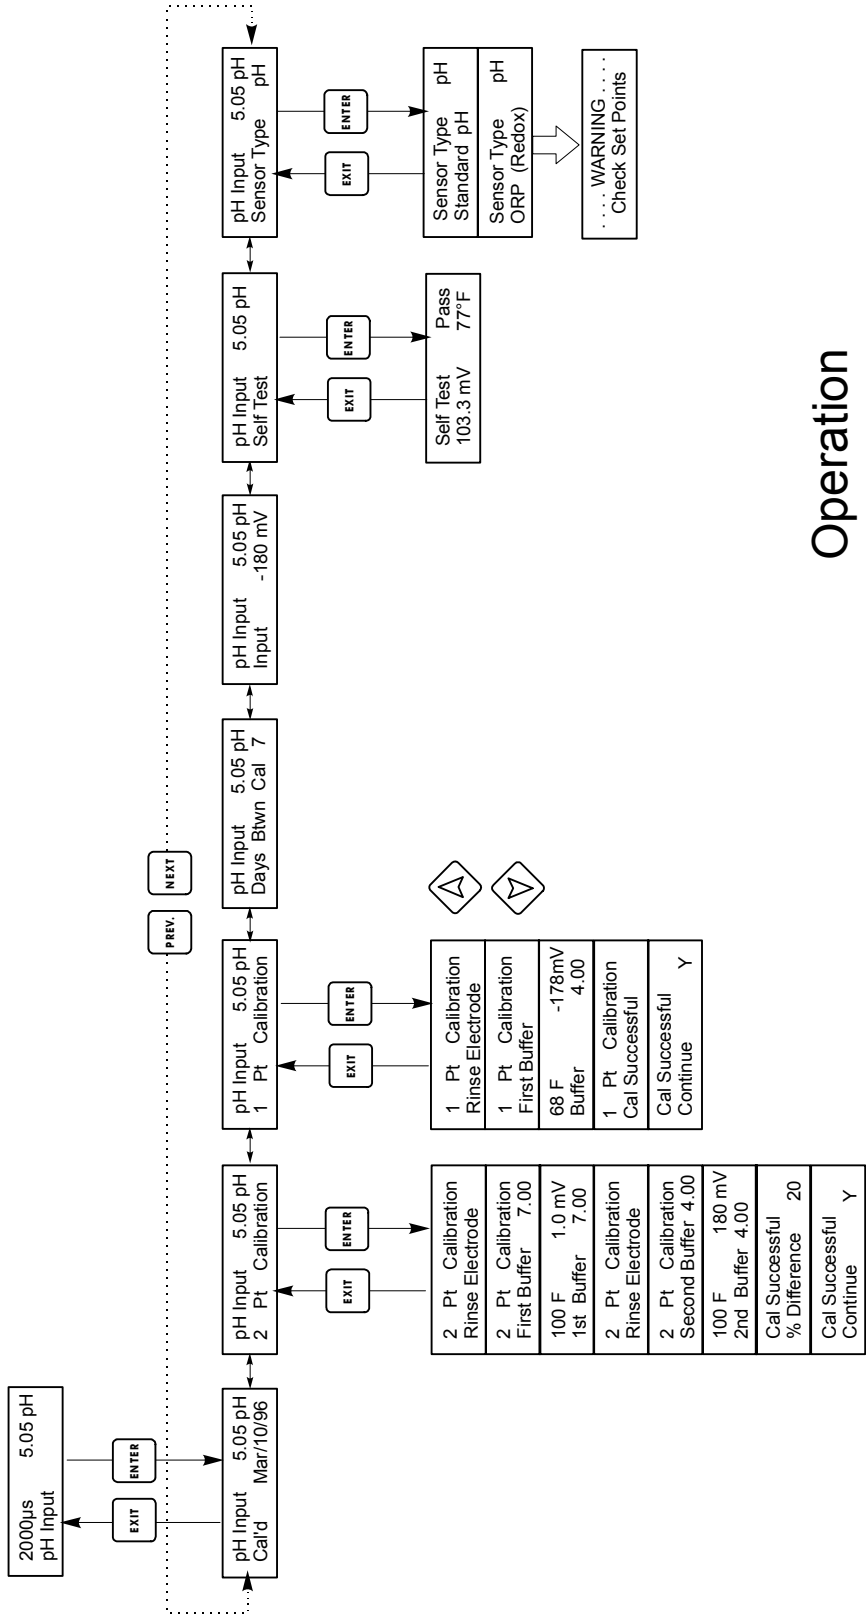 2000µs 5.05 pH
pH Input
EXIT
ENTER
PREV.
NEXT
pH Input 5.05 pH
Cal'd Mar/10/96
pH Input 5.05 pH
2 Pt Calibration
EXIT
ENTER
2 Pt Calibration
Rinse Electrode
2 Pt Calibration
First Buffer 7.00
100 F 1.0 mV
1st Buffer 7.00
2 Pt Calibration
Rinse Electrode
2 Pt Calibration
Second Buffer 4.00
100 F 180 mV
2nd Buffer 4.00
Cal Successful
% Difference 20
Cal Successful
Continue Y
pH Input 5.05 pH
1 Pt Calibration
EXIT
ENTER
1 Pt Calibration
Rinse Electrode
1 Pt Calibration
First Buffer
68 F -178mV
Buffer 4.00
1 Pt Calibration
Cal Successful
Cal Successful
Continue Y
pH Input 5.05 pH
Days Btwn Cal 7
pH Input 5.05 pH
Input -180 mV
pH Input 5.05 pH
Self Test
EXIT
ENTER
Self Test Pass
103.3 mV 77°F
pH Input 5.05 pH
Sensor Type pH
EXIT
ENTER
Sensor Type pH
Standard pH
Sensor Type pH
ORP (Redox)
. . . . WARNING . . . .
Check Set Points
Operation